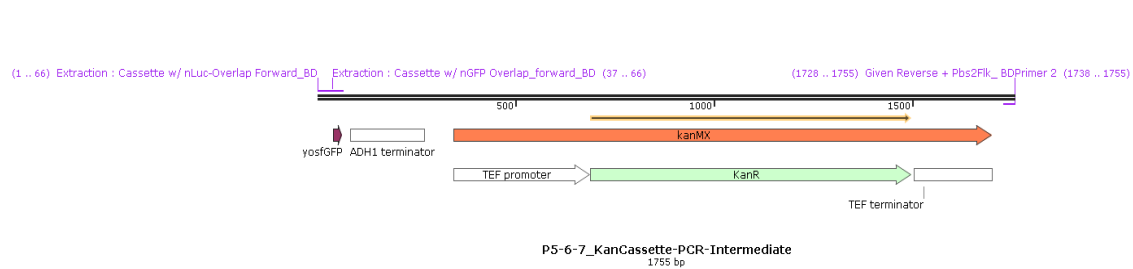 (1 .. 66)  Extraction : Cassette w/ nLuc-Overlap Forward_BD
Extraction : Cassette w/ nGFP Overlap_forward_BD  (37 .. 66)
(1728 .. 1755)  Given Reverse + Pbs2Flk_ BDPrimer 2  (1738 .. 1755)
500
1000
1500
kanMX
yosfGFP
ADH1 terminator
TEF promoter
KanR
TEF terminator
P5-6-7_KanCassette-PCR-Intermediate
1755 bp